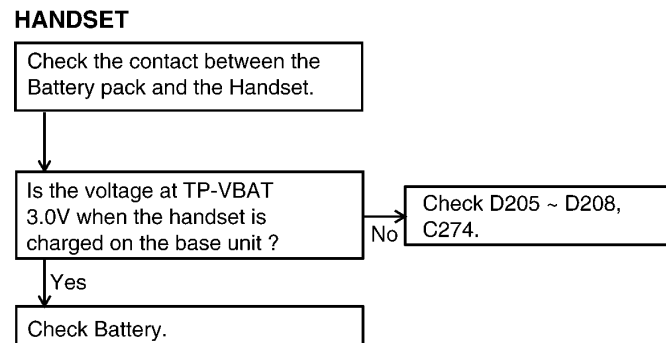 HANDSET
Check the contact between the
Battery pack and the Handset.
Is the voltage at TP-VBAT
3.0V when the handset is
charged on the base unit ?
No
Check D205 ~ D208,
C274.
Yes
Check Battery.